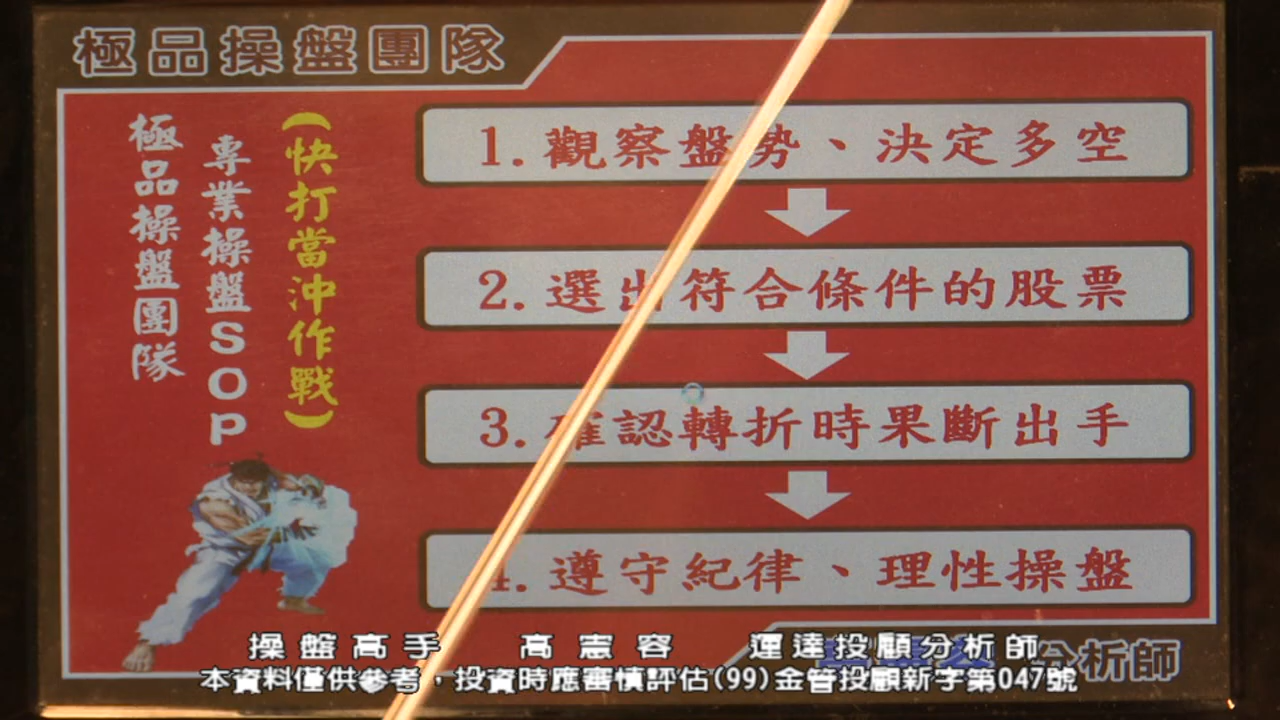 極品操盤團隊
(快打當沖作戰)
專業操盤SOP
極品操盤團隊
1.觀察盤勢、決定多空
2.選出符合條件的股票
3.確認轉折時果斷出手
4.遵守紀律、理性操盤
分析師
操盤高手 高憲容 運達投顧分析師
本資料僅供參考，投資時應審慎評估(99)金管投顧新字第047號